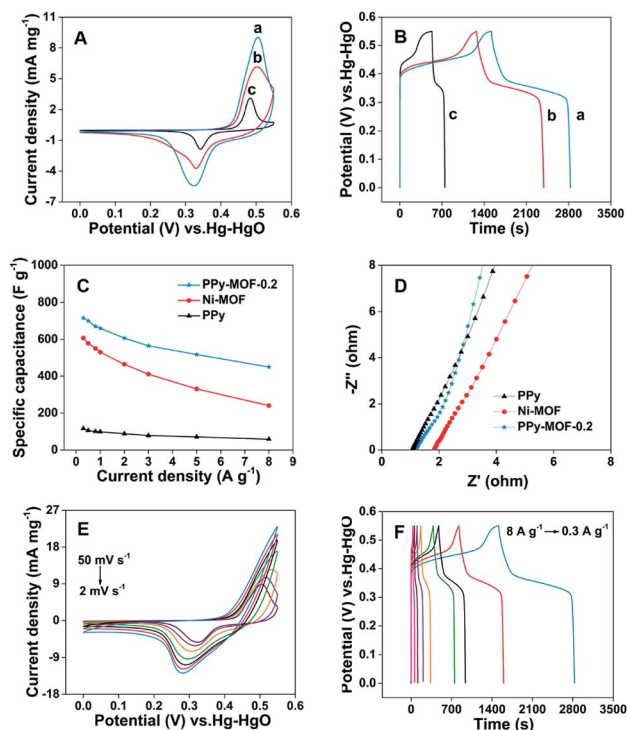 A
a
b
c
Current density (mA mg⁻¹)
11
8
5
2
-1
-4
-7
0.0 0.1 0.2 0.3 0.4 0.5 0.6
Potential (V) vs.Hg-HgO
B
c
b
a
Potential (V) vs.Hg-HgO
0.6
0.5
0.4
0.3
0.2
0.1
0.0
0 700 1400 2100 2800 3500
Time (s)
C
PPy-MOF-0.2
Ni-MOF
PPy
Specific capacitance (F g⁻¹)
1000
800
600
400
200
0
0 1 2 3 4 5 6 7 8 9
Current density (A g⁻¹)
D
PPy
Ni-MOF
PPy-MOF-0.2
-Z'' (ohm)
8
6
4
2
0
0 2 4 6 8
Z' (ohm)
E
50 mV s⁻¹
2 mV s⁻¹
Current density (mA mg⁻¹)
27
18
9
0
-9
-18
0.0 0.1 0.2 0.3 0.4 0.5 0.6
Potential (V) vs.Hg-HgO
F
8 A g⁻¹ → 0.3 A g⁻¹
Potential (V) vs.Hg-HgO
0.6
0.5
0.4
0.3
0.2
0.1
0.0
0 700 1400 2100 2800 3500
Time (s)